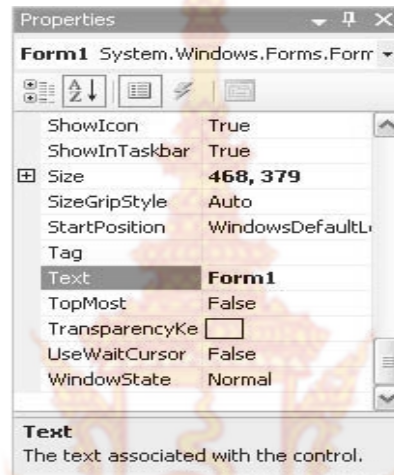 Properties
Form1 System.Windows.Forms.Form
ShowIcon True
ShowInTaskbar True
Size 468, 379
SizeGripStyle Auto
StartPosition WindowsDefaultL
Tag
Text Form1
TopMost False
TransparencyKe
UseWaitCursor False
WindowState Normal
Text
The text associated with the control.